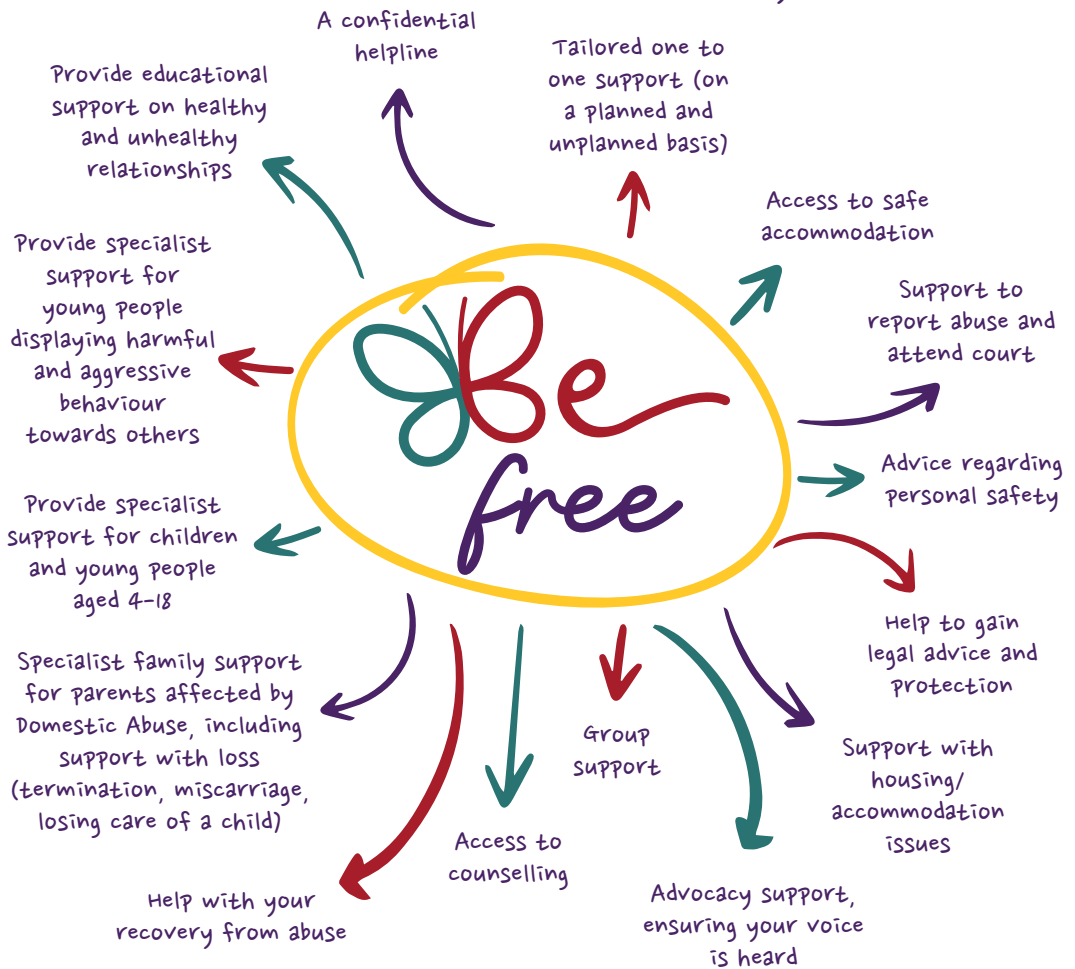 A confidential
helpline
Tailored one to
one support (on
a planned and
unplanned basis)
Access to safe
accommodation
Support to
report abuse and
attend court
Advice regarding
personal safety
Help to gain
legal advice and
protection
Support with
housing/
accommodation
issues
Advocacy support,
ensuring your voice
is heard
Group
support
Access to
counselling
Help with your
recovery from abuse
Specialist family support
for parents affected by
Domestic Abuse, including
support with loss
(termination, miscarriage,
losing care of a child)
Provide specialist
support for children
and young people
aged 4-18
Provide specialist
support for
young people
displaying harmful
and aggressive
behaviour
towards others
Provide educational
support on healthy
and unhealthy
relationships
Be
free